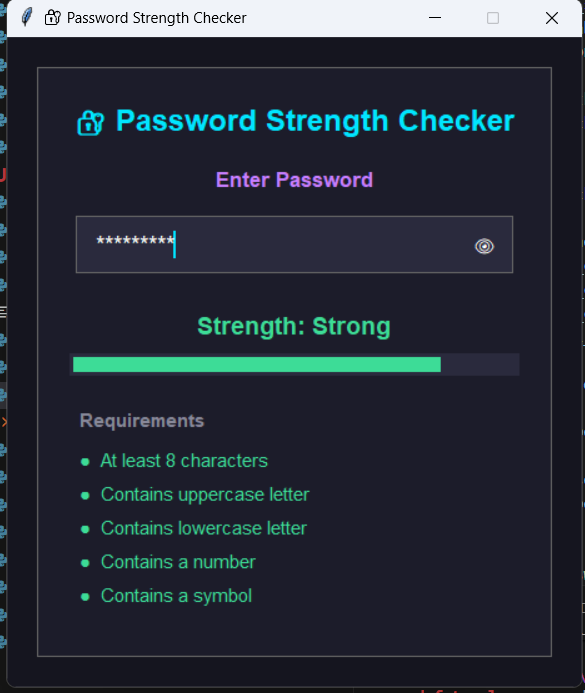 Password Strength Checker
Password Strength Checker
Enter Password
*********
Strength: Strong
Requirements
● At least 8 characters
● Contains uppercase letter
● Contains lowercase letter
● Contains a number
● Contains a symbol